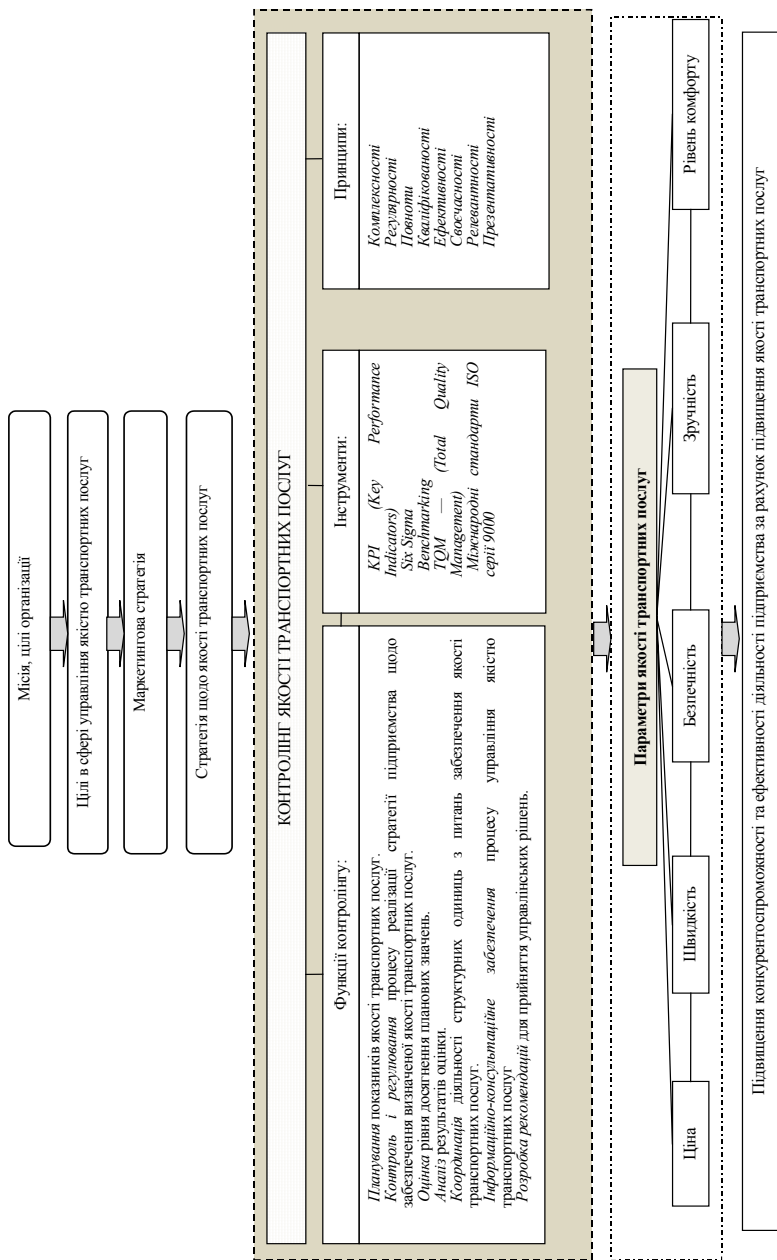 Місія, цілі організації
Цілі в сфері управління якістю транспортних послуг
Маркетингова стратегія
Стратегія щодо якості транспортних послуг
КОНТРОЛІНГ ЯКОСТІ ТРАНСПОРТНИХ ПОСЛУГ
Функції контролінгу:
Планування показників якості транспортних послуг.
Контроль і регулювання процесу реалізації стратегії підприємства щодо
забезпечення визначеної якості транспортних послуг.
Оцінка рівня досягнення планових значень.
Аналіз результатів оцінки.
Координація діяльності структурних одиниць з питань забезпечення якості
транспортних послуг.
Інформаційно-консультаційне забезпечення процесу управління якістю
транспортних послуг
Розробка рекомендацій для прийняття управлінських рішень.
Інструменти:
KPI (Key Performance
Indicators)
Six Sigma
Benchmarking
TQM — (Total Quality
Management)
Міжнародні стандарти ISO
серії 9000
Принципи:
Комплексності
Регулярності
Повноти
Кваліфікованості
Ефективності
Своєчасності
Релевантності
Презентативності
Параметри якості транспортних послуг
Ціна
Швидкість
Безпечність
Зручність
Рівень комфорту
Підвищення конкурентоспроможності та ефективності діяльності підприємства за рахунок підвищення якості транспортних послуг